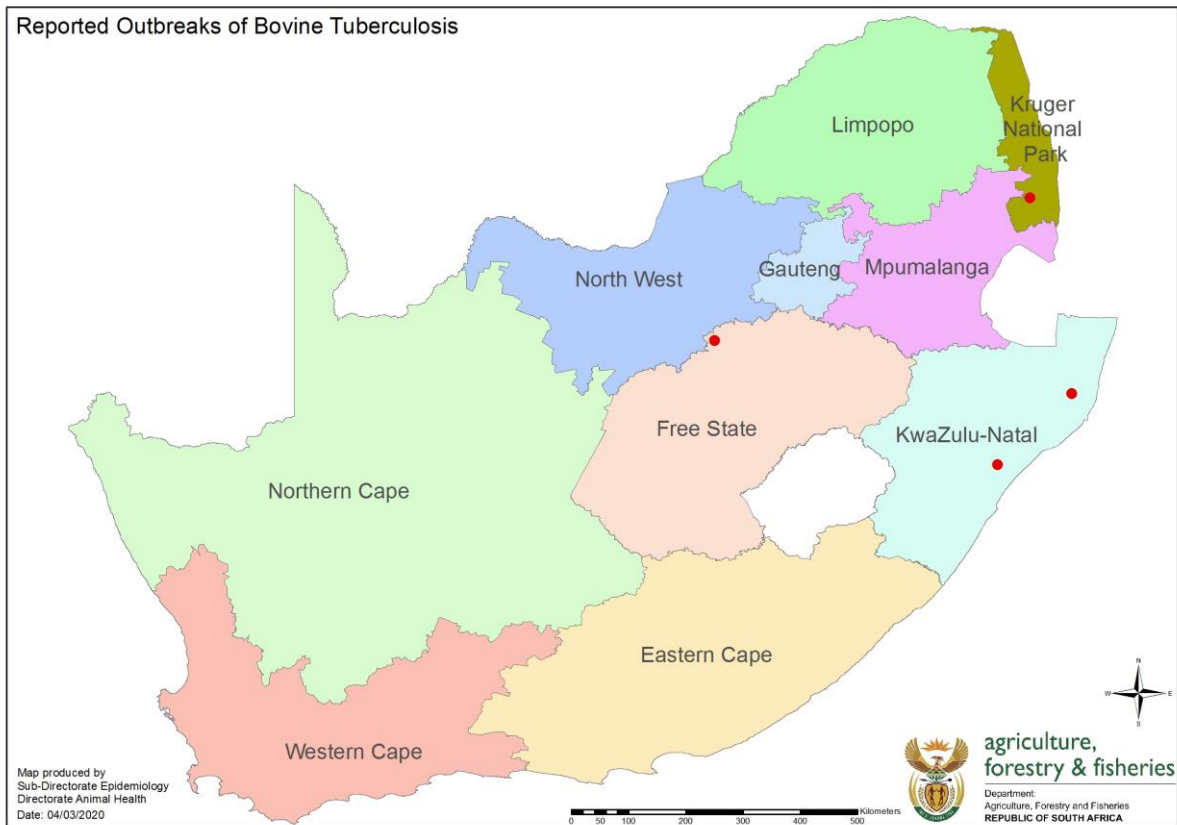 Reported Outbreaks of Bovine Tuberculosis
Limpopo
Kruger
National
Park
North West
Gauteng
Mpumalanga
Free State
KwaZulu-Natal
Northern Cape
Eastern Cape
Western Cape
N
W
E
S
Map produced by
Sub-Directorate Epidemiology
Directorate Animal Health
Date: 04/03/2020
Kilometers
0 50 100 200 300 400 500
agriculture,
forestry & fisheries
Department:
Agriculture, Forestry and Fisheries
REPUBLIC OF SOUTH AFRICA